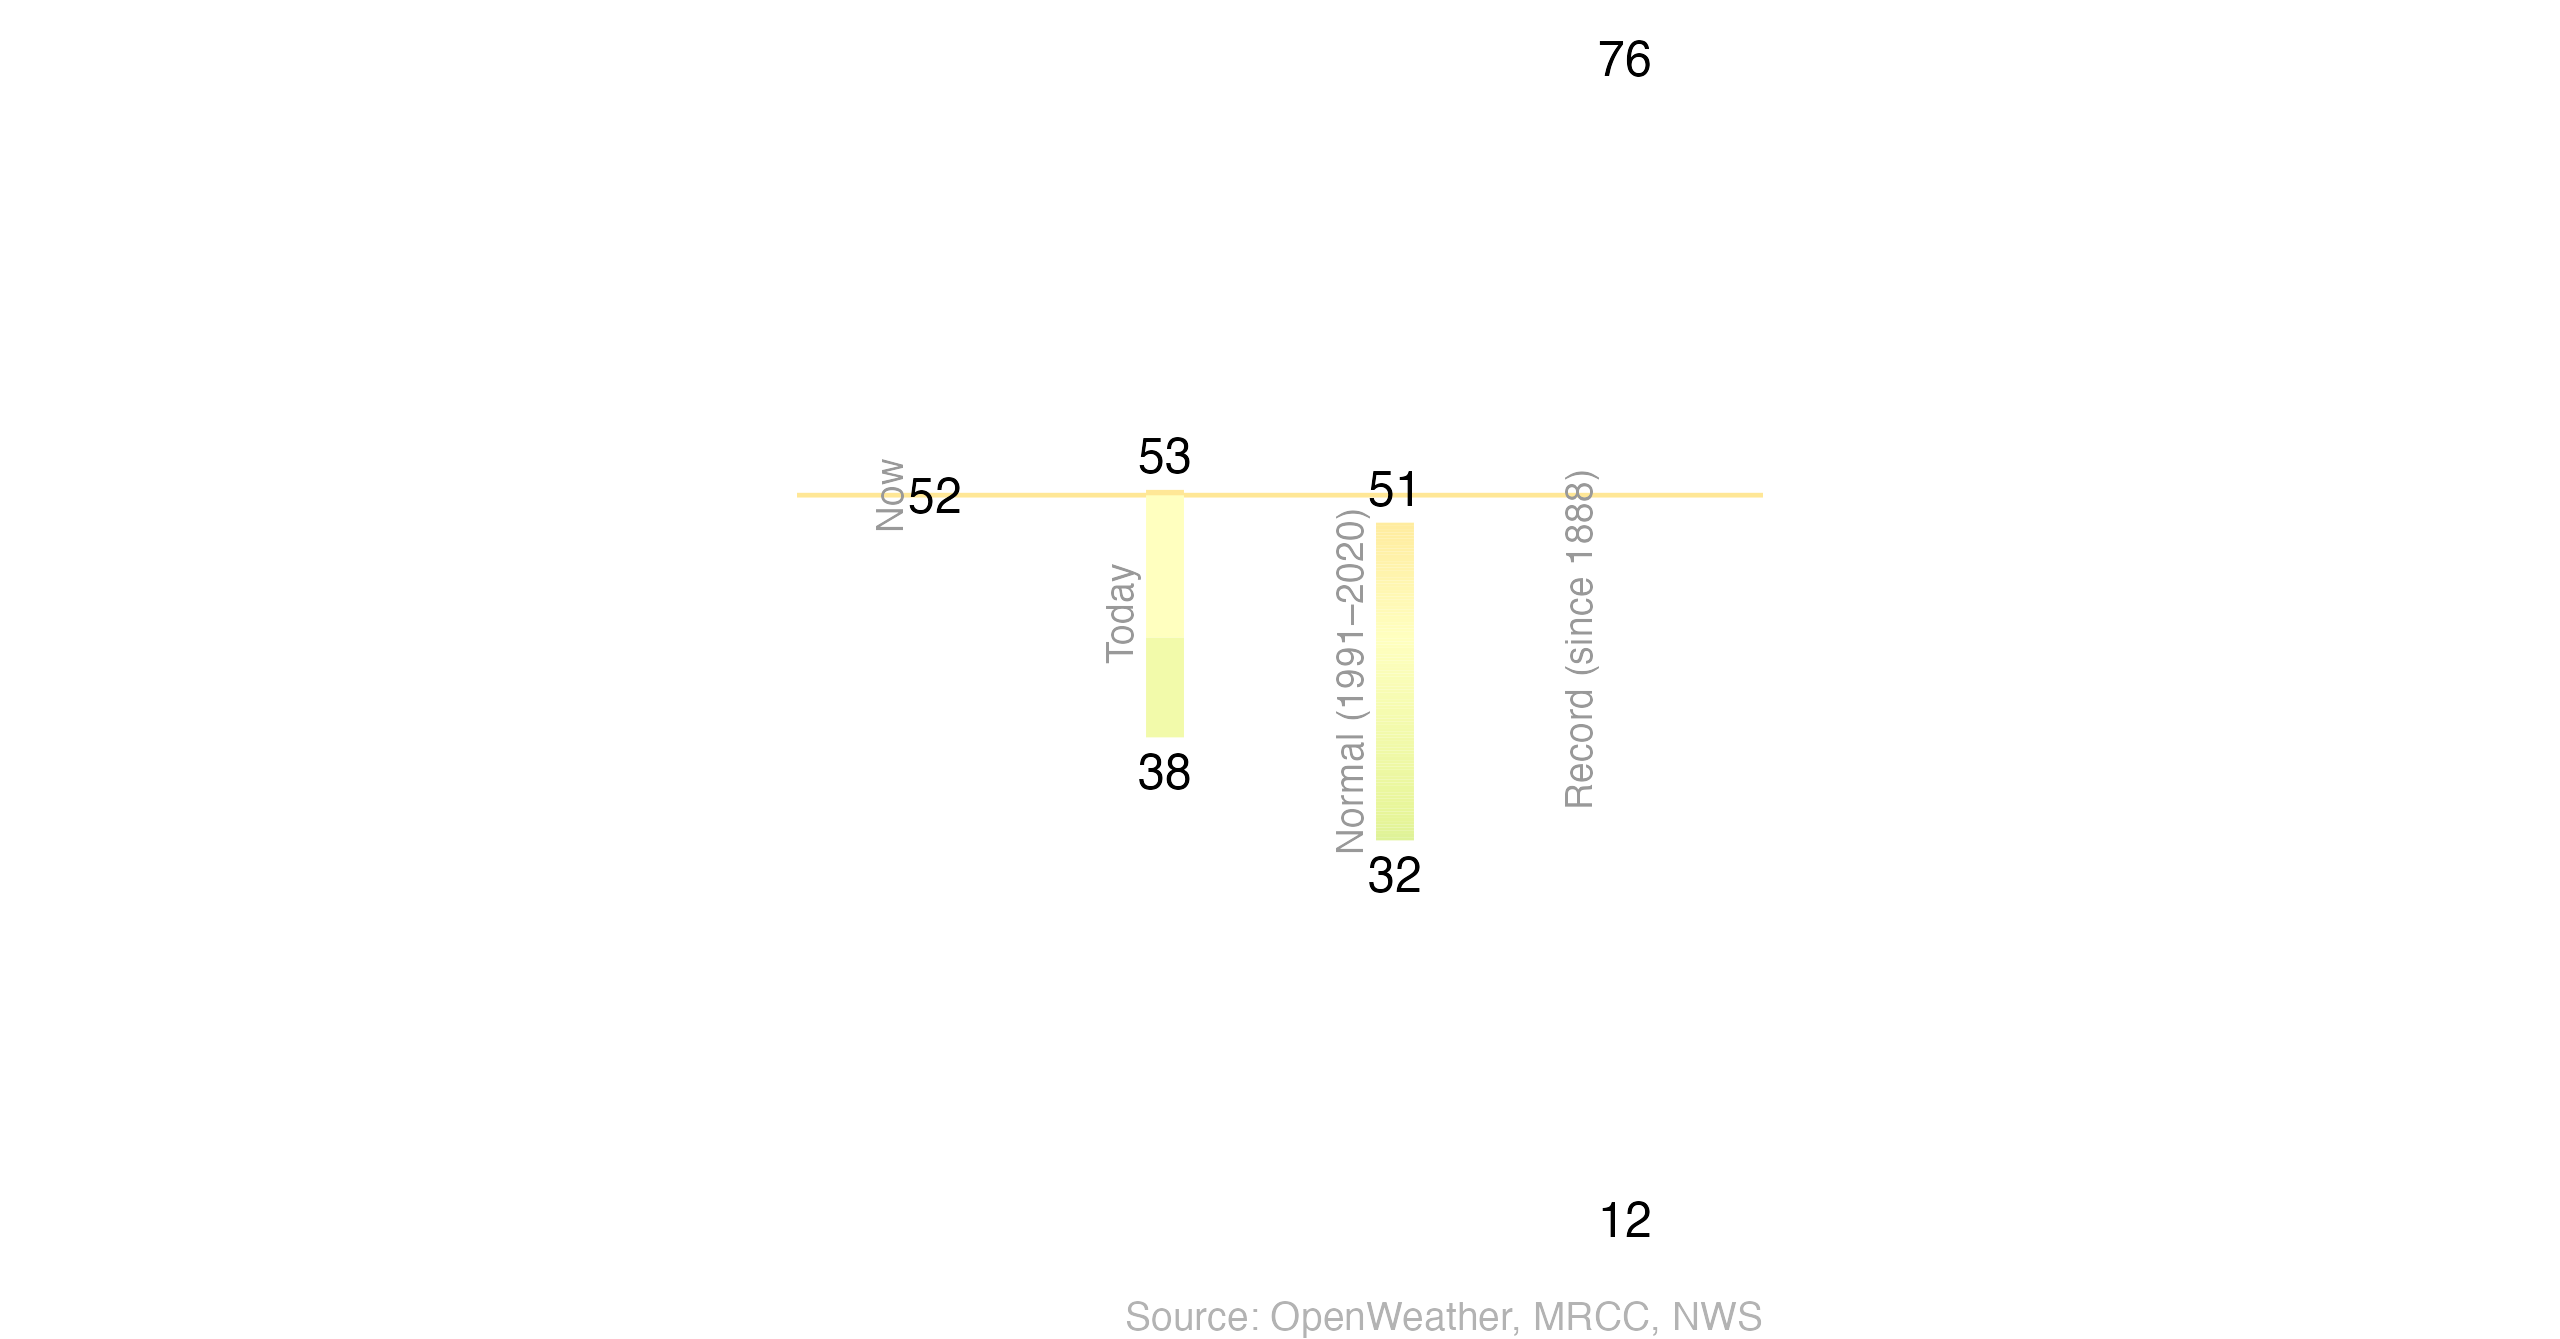 76
53
Now
52
51
Today
Normal (1991–2020)
Record (since 1888)
38
32
12
Source: OpenWeather, MRCC, NWS